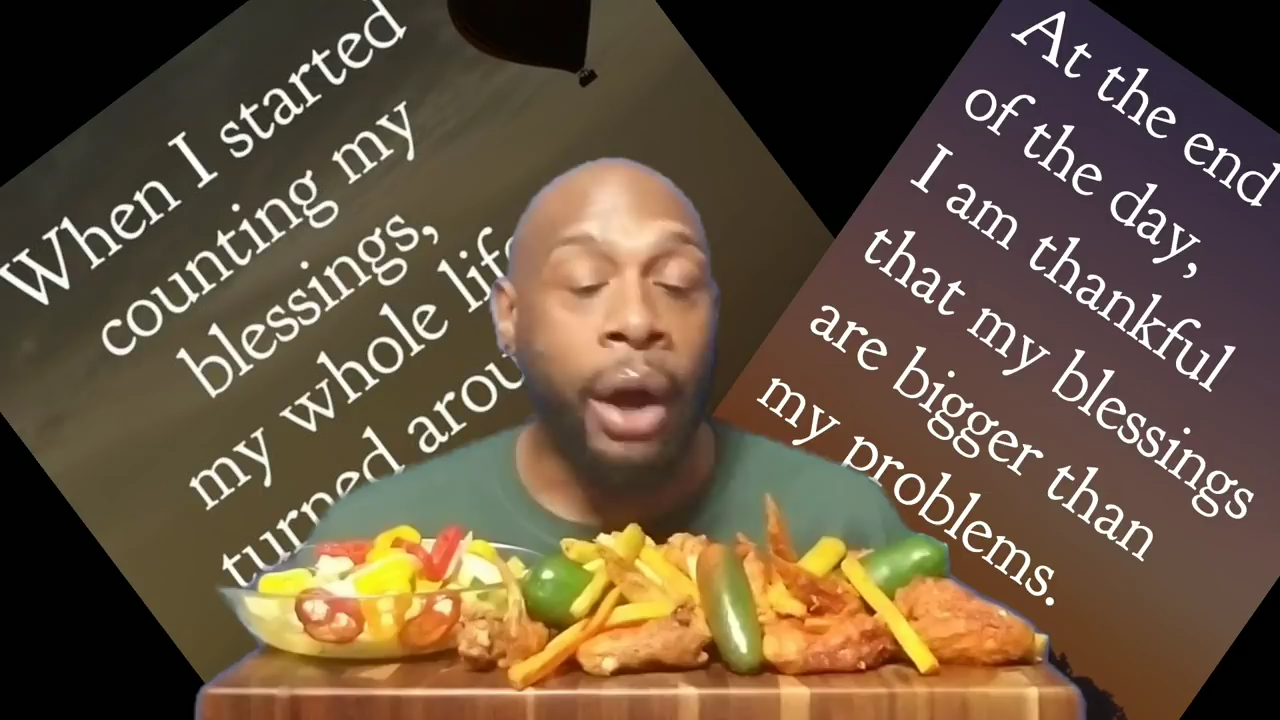 When I started
counting my
blessings,
my whole life
turned
At the end
of the day,
I am thankful
that my blessings
are bigger than
my problems.